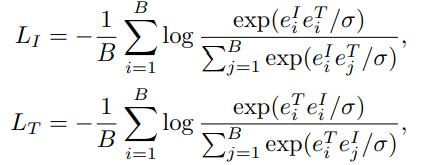 L_I = -\frac{1}{B} \sum_{i=1}^{B} \log \frac{\exp(e_i^I e_i^T / \sigma)}{\sum_{j=1}^{B} \exp(e_i^I e_j^T / \sigma)},
L_T = -\frac{1}{B} \sum_{i=1}^{B} \log \frac{\exp(e_i^T e_i^I / \sigma)}{\sum_{j=1}^{B} \exp(e_i^T e_j^I / \sigma)}